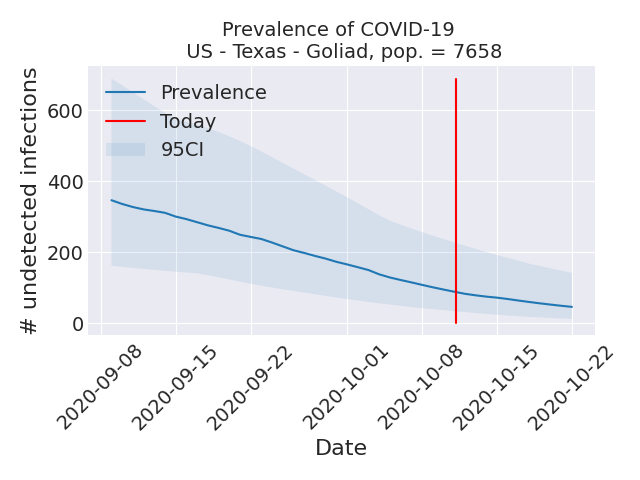 Prevalence of COVID-19
US - Texas - Goliad, pop. = 7658
# undetected infections
600
400
200
0
Prevalence
Today
95CI
2020-09-08
2020-09-15
2020-09-22
2020-10-01
2020-10-08
2020-10-15
2020-10-22
Date